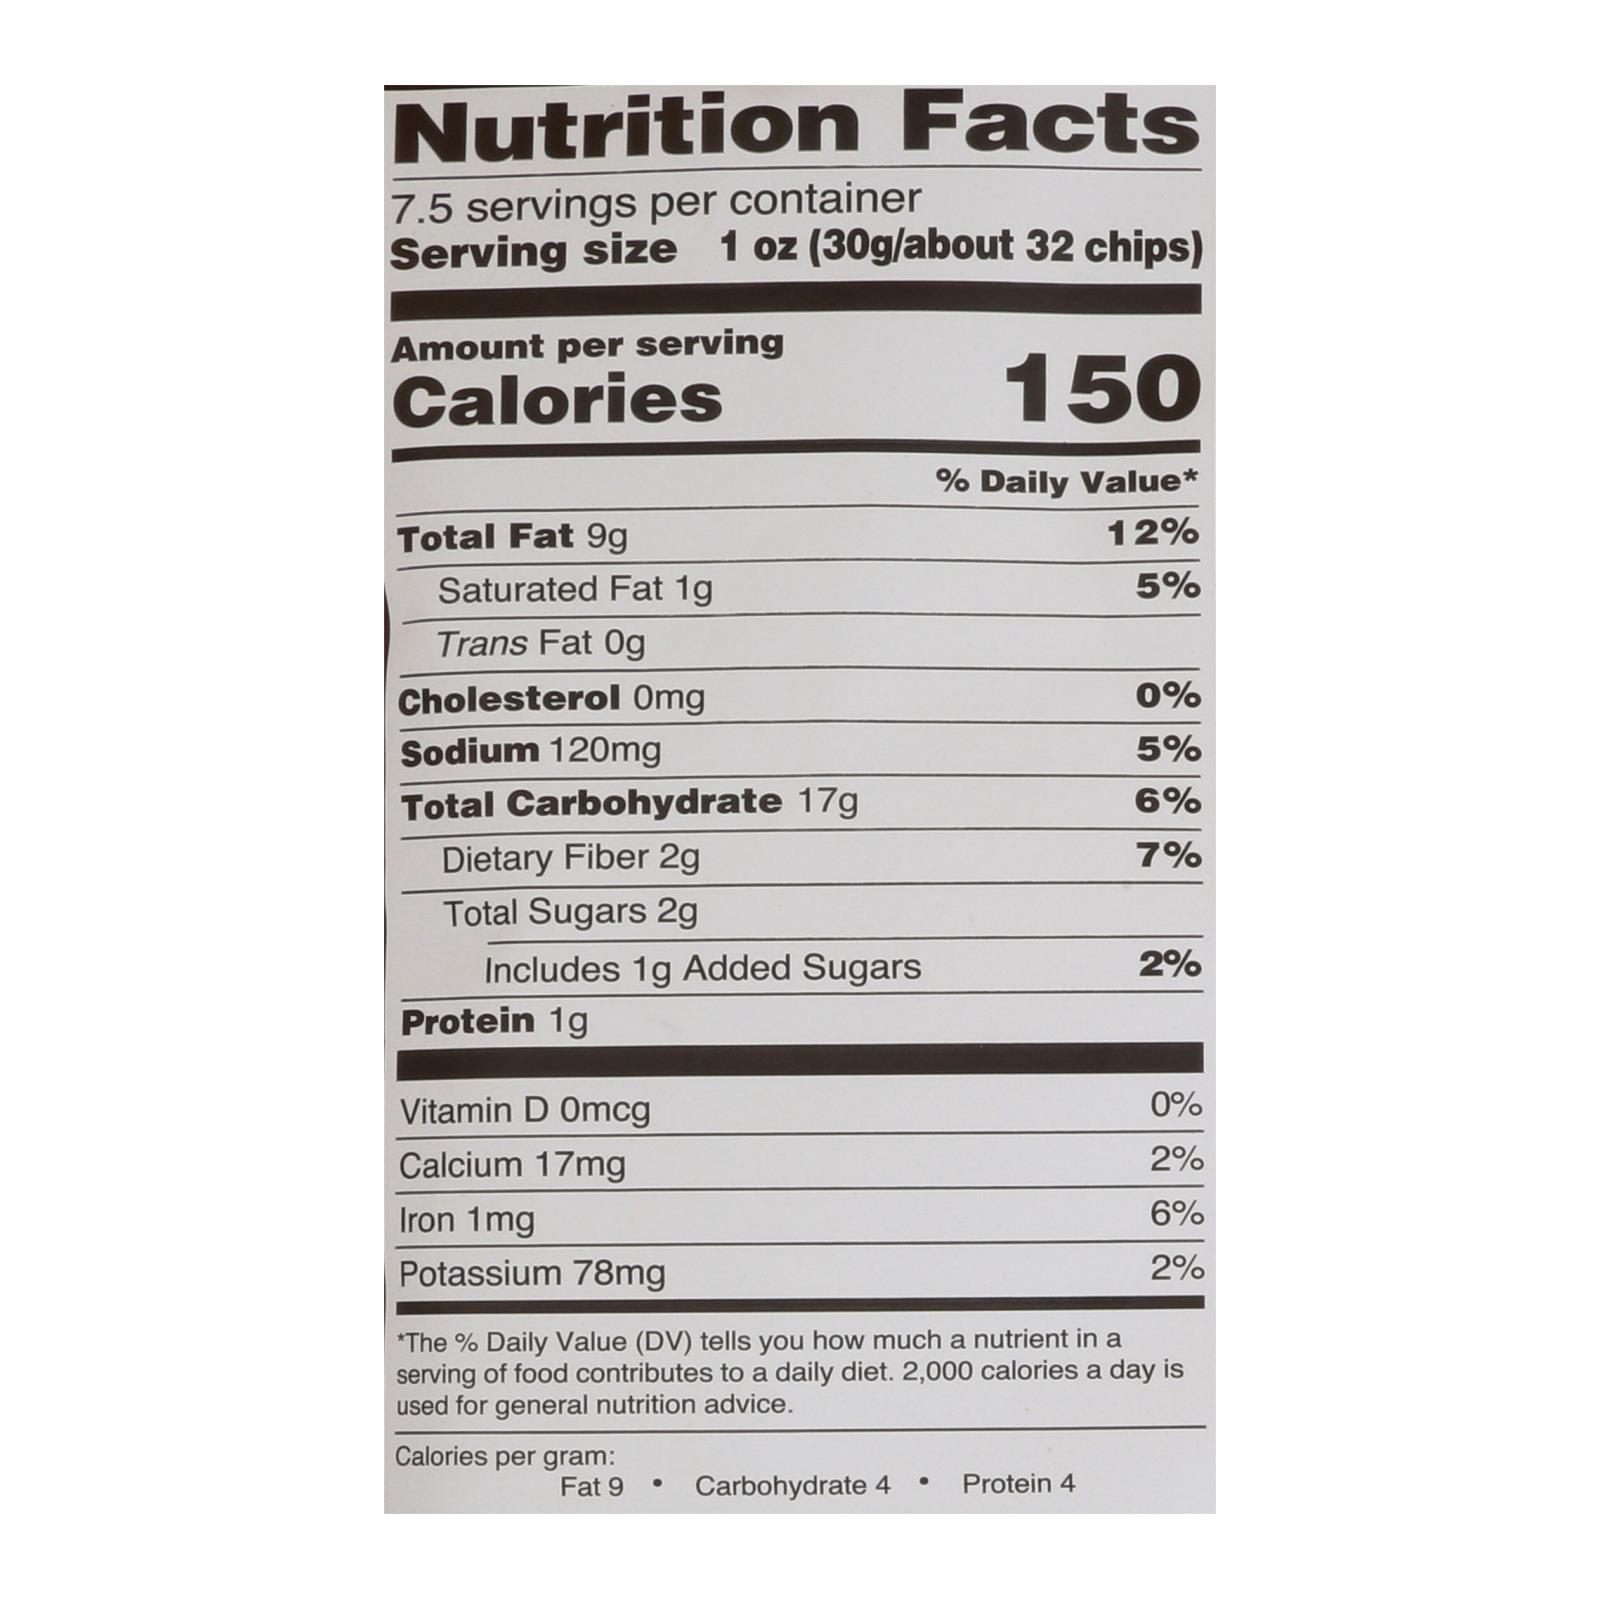 Nutrition Facts
7.5 servings per container
Serving size 1 oz (30g/about 32 chips)
Amount per serving
Calories 150
% Daily Value*
Total Fat 9g 12%
Saturated Fat 1g 5%
Trans Fat 0g
Cholesterol 0mg 0%
Sodium 120mg 5%
Total Carbohydrate 17g 6%
Dietary Fiber 2g 7%
Total Sugars 2g
Includes 1g Added Sugars 2%
Protein 1g
Vitamin D 0mcg 0%
Calcium 17mg 2%
Iron 1mg 6%
Potassium 78mg 2%
*The % Daily Value (DV) tells you how much a nutrient in a
serving of food contributes to a daily diet. 2,000 calories a day is
used for general nutrition advice.
Calories per gram:
Fat 9 • Carbohydrate 4 • Protein 4